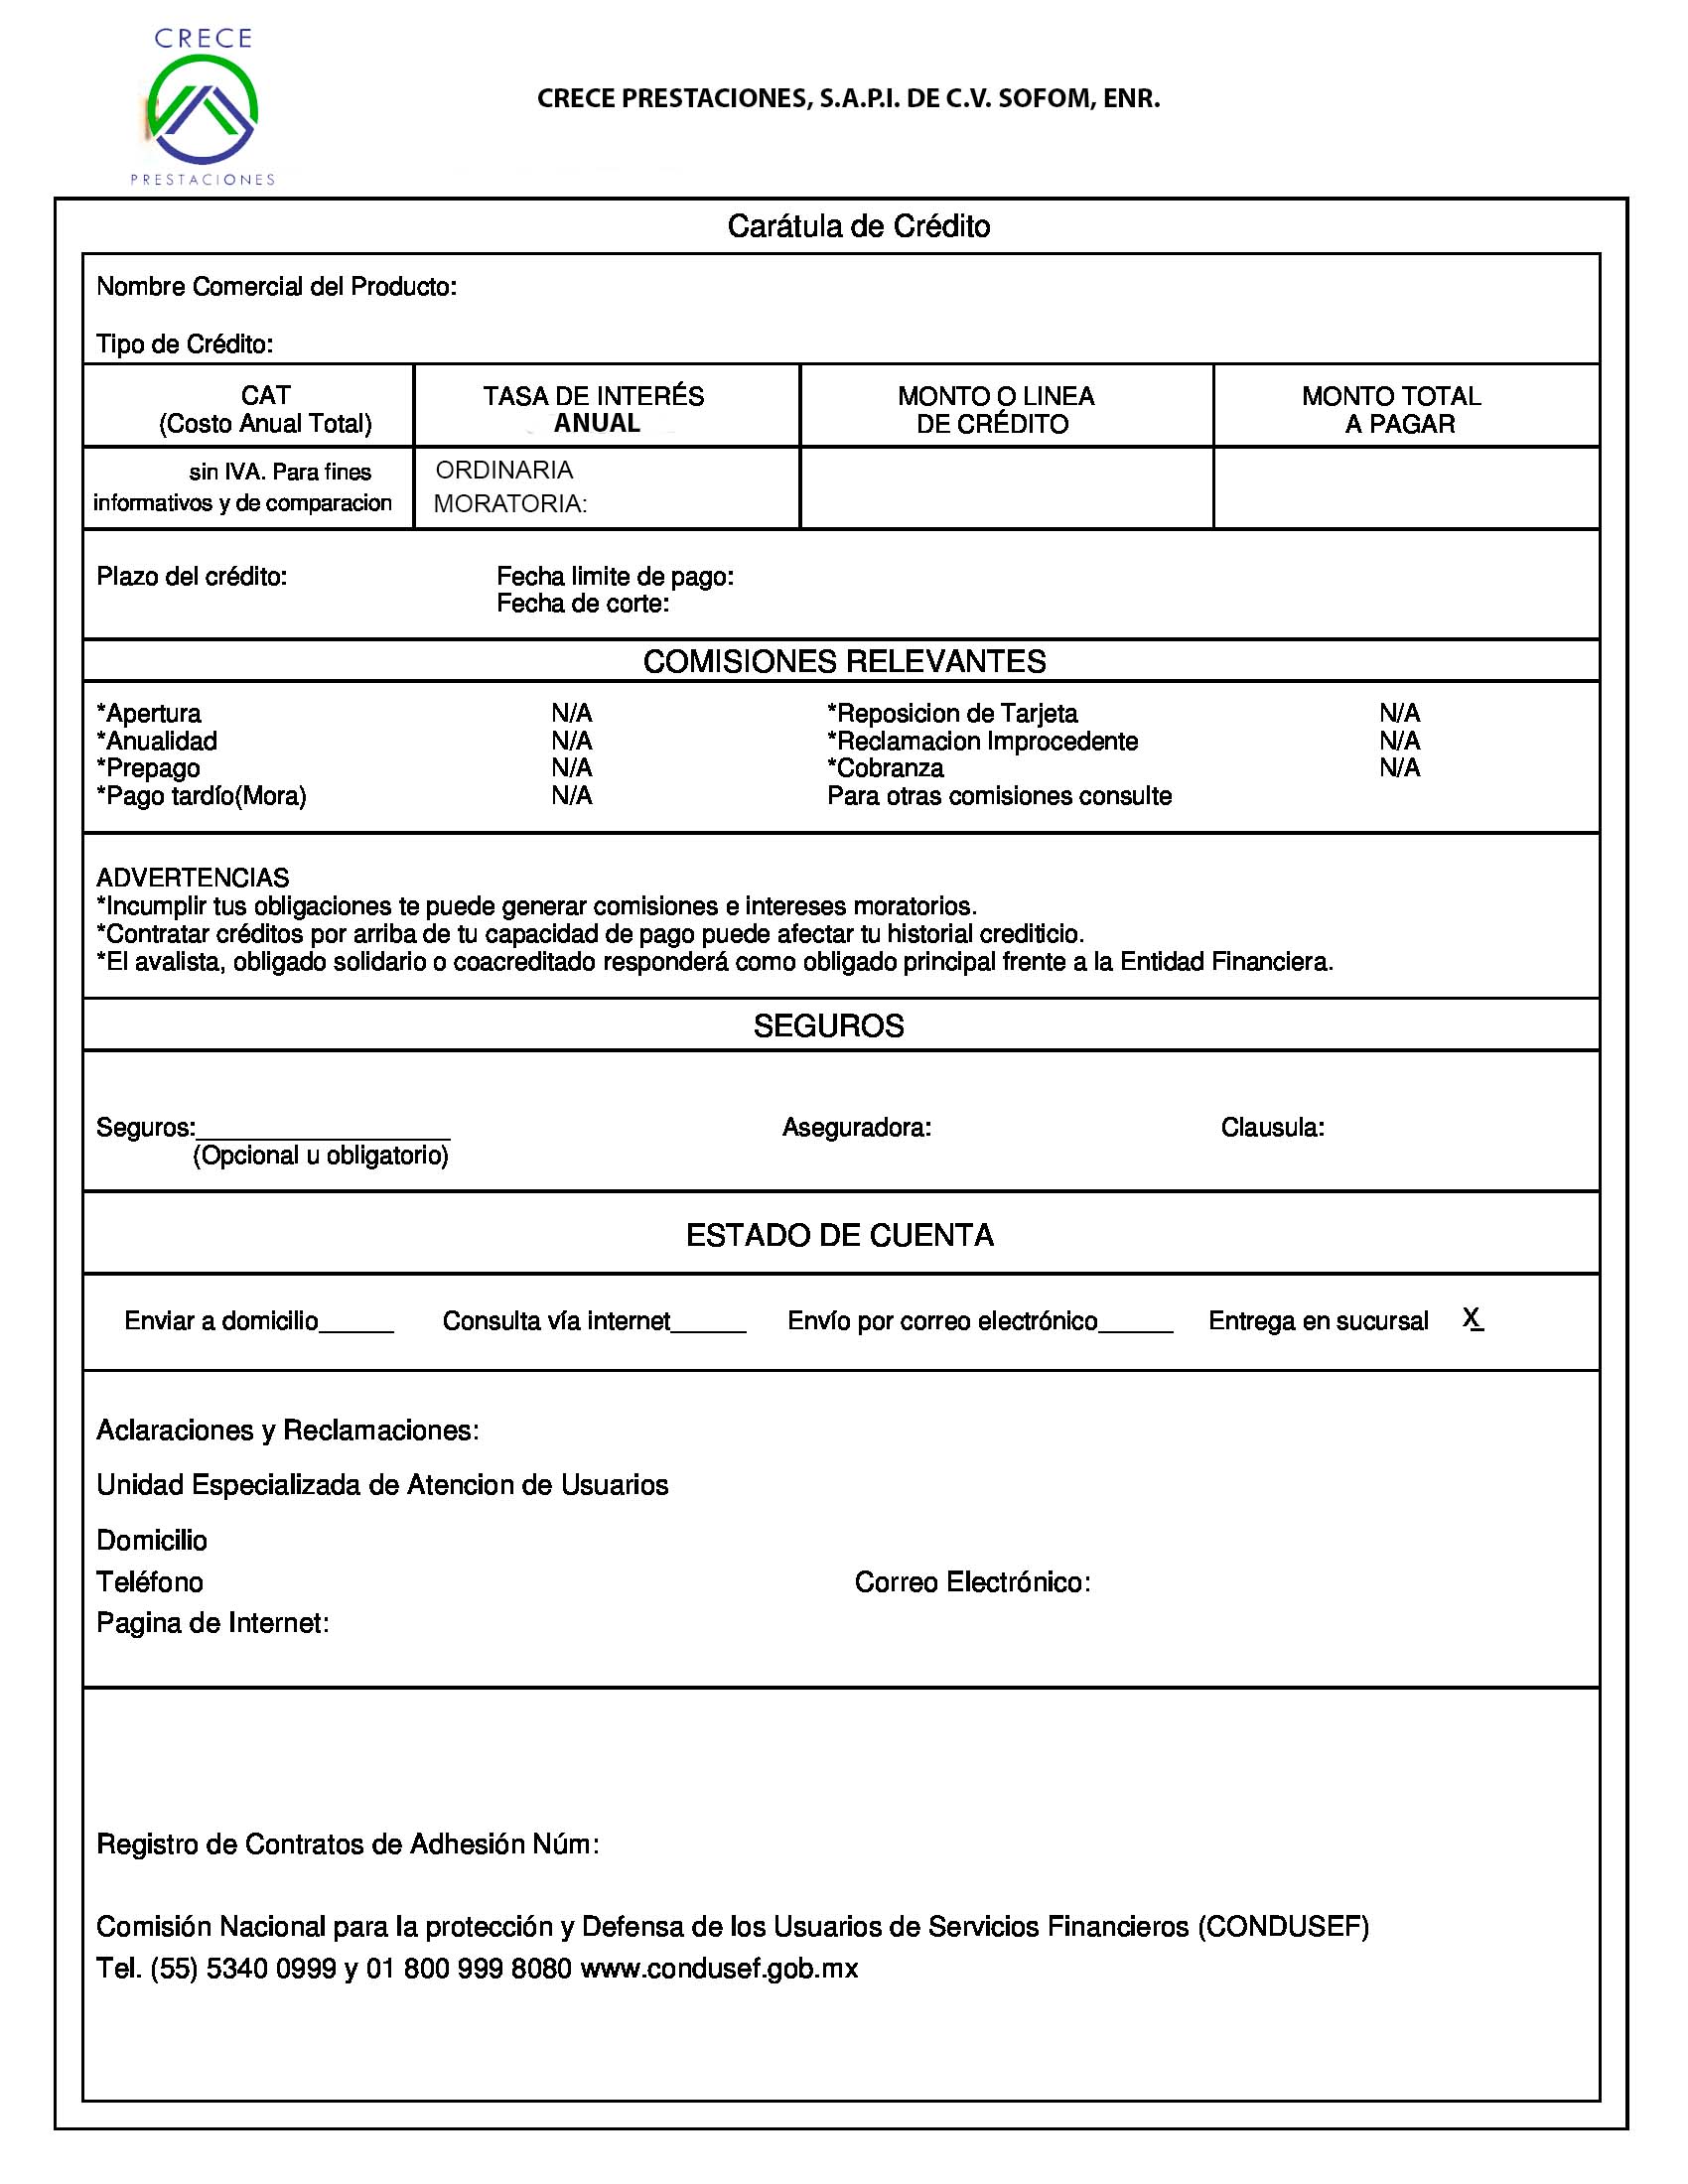 CRECE
PRESTACIONES
CRECE PRESTACIONES, S.A.P.I. DE C.V. SOFOM, ENR.
Carátula de Crédito
Nombre Comercial del Producto:
Tipo de Crédito:
CAT
(Costo Anual Total)
TASA DE INTERÉS
ANUAL
MONTO O LINEA
DE CRÉDITO
MONTO TOTAL
A PAGAR
sin IVA. Para fines
informativos y de comparacion
ORDINARIA
MORATORIA:
Plazo del crédito: Fecha limite de pago:
Fecha de corte:
COMISIONES RELEVANTES
*Apertura N/A *Reposicion de Tarjeta N/A
*Anualidad N/A *Reclamacion Improcedente N/A
*Prepago N/A *Cobranza N/A
*Pago tardío(Mora) N/A Para otras comisiones consulte
ADVERTENCIAS
*Incumplir tus obligaciones te puede generar comisiones e intereses moratorios.
*Contratar créditos por arriba de tu capacidad de pago puede afectar tu historial crediticio.
*El avalista, obligado solidario o coacreditado responderá como obligado principal frente a la Entidad Financiera.
SEGUROS
Seguros:__________________ Aseguradora: Clausula:
(Opcional u obligatorio)
ESTADO DE CUENTA
Enviar a domicilio_____ Consulta vía internet_____ Envío por correo electrónico_____ Entrega en sucursal X_
Aclaraciones y Reclamaciones:
Unidad Especializada de Atencion de Usuarios
Domicilio
Teléfono Correo Electrónico:
Pagina de Internet:
Registro de Contratos de Adhesión Núm:
Comisión Nacional para la protección y Defensa de los Usuarios de Servicios Financieros (CONDUSEF)
Tel. (55) 5340 0999 y 01 800 999 8080 www.condusef.gob.mx